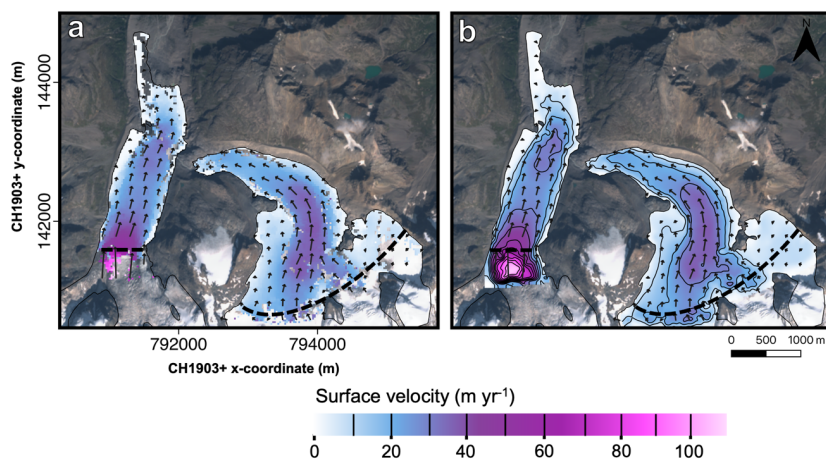 a
b
N
CH1903+ y-coordinate (m)
144000
142000
792000
794000
CH1903+ x-coordinate (m)
0 500 1000 m
Surface velocity (m yr-1)
0 20 40 60 80 100